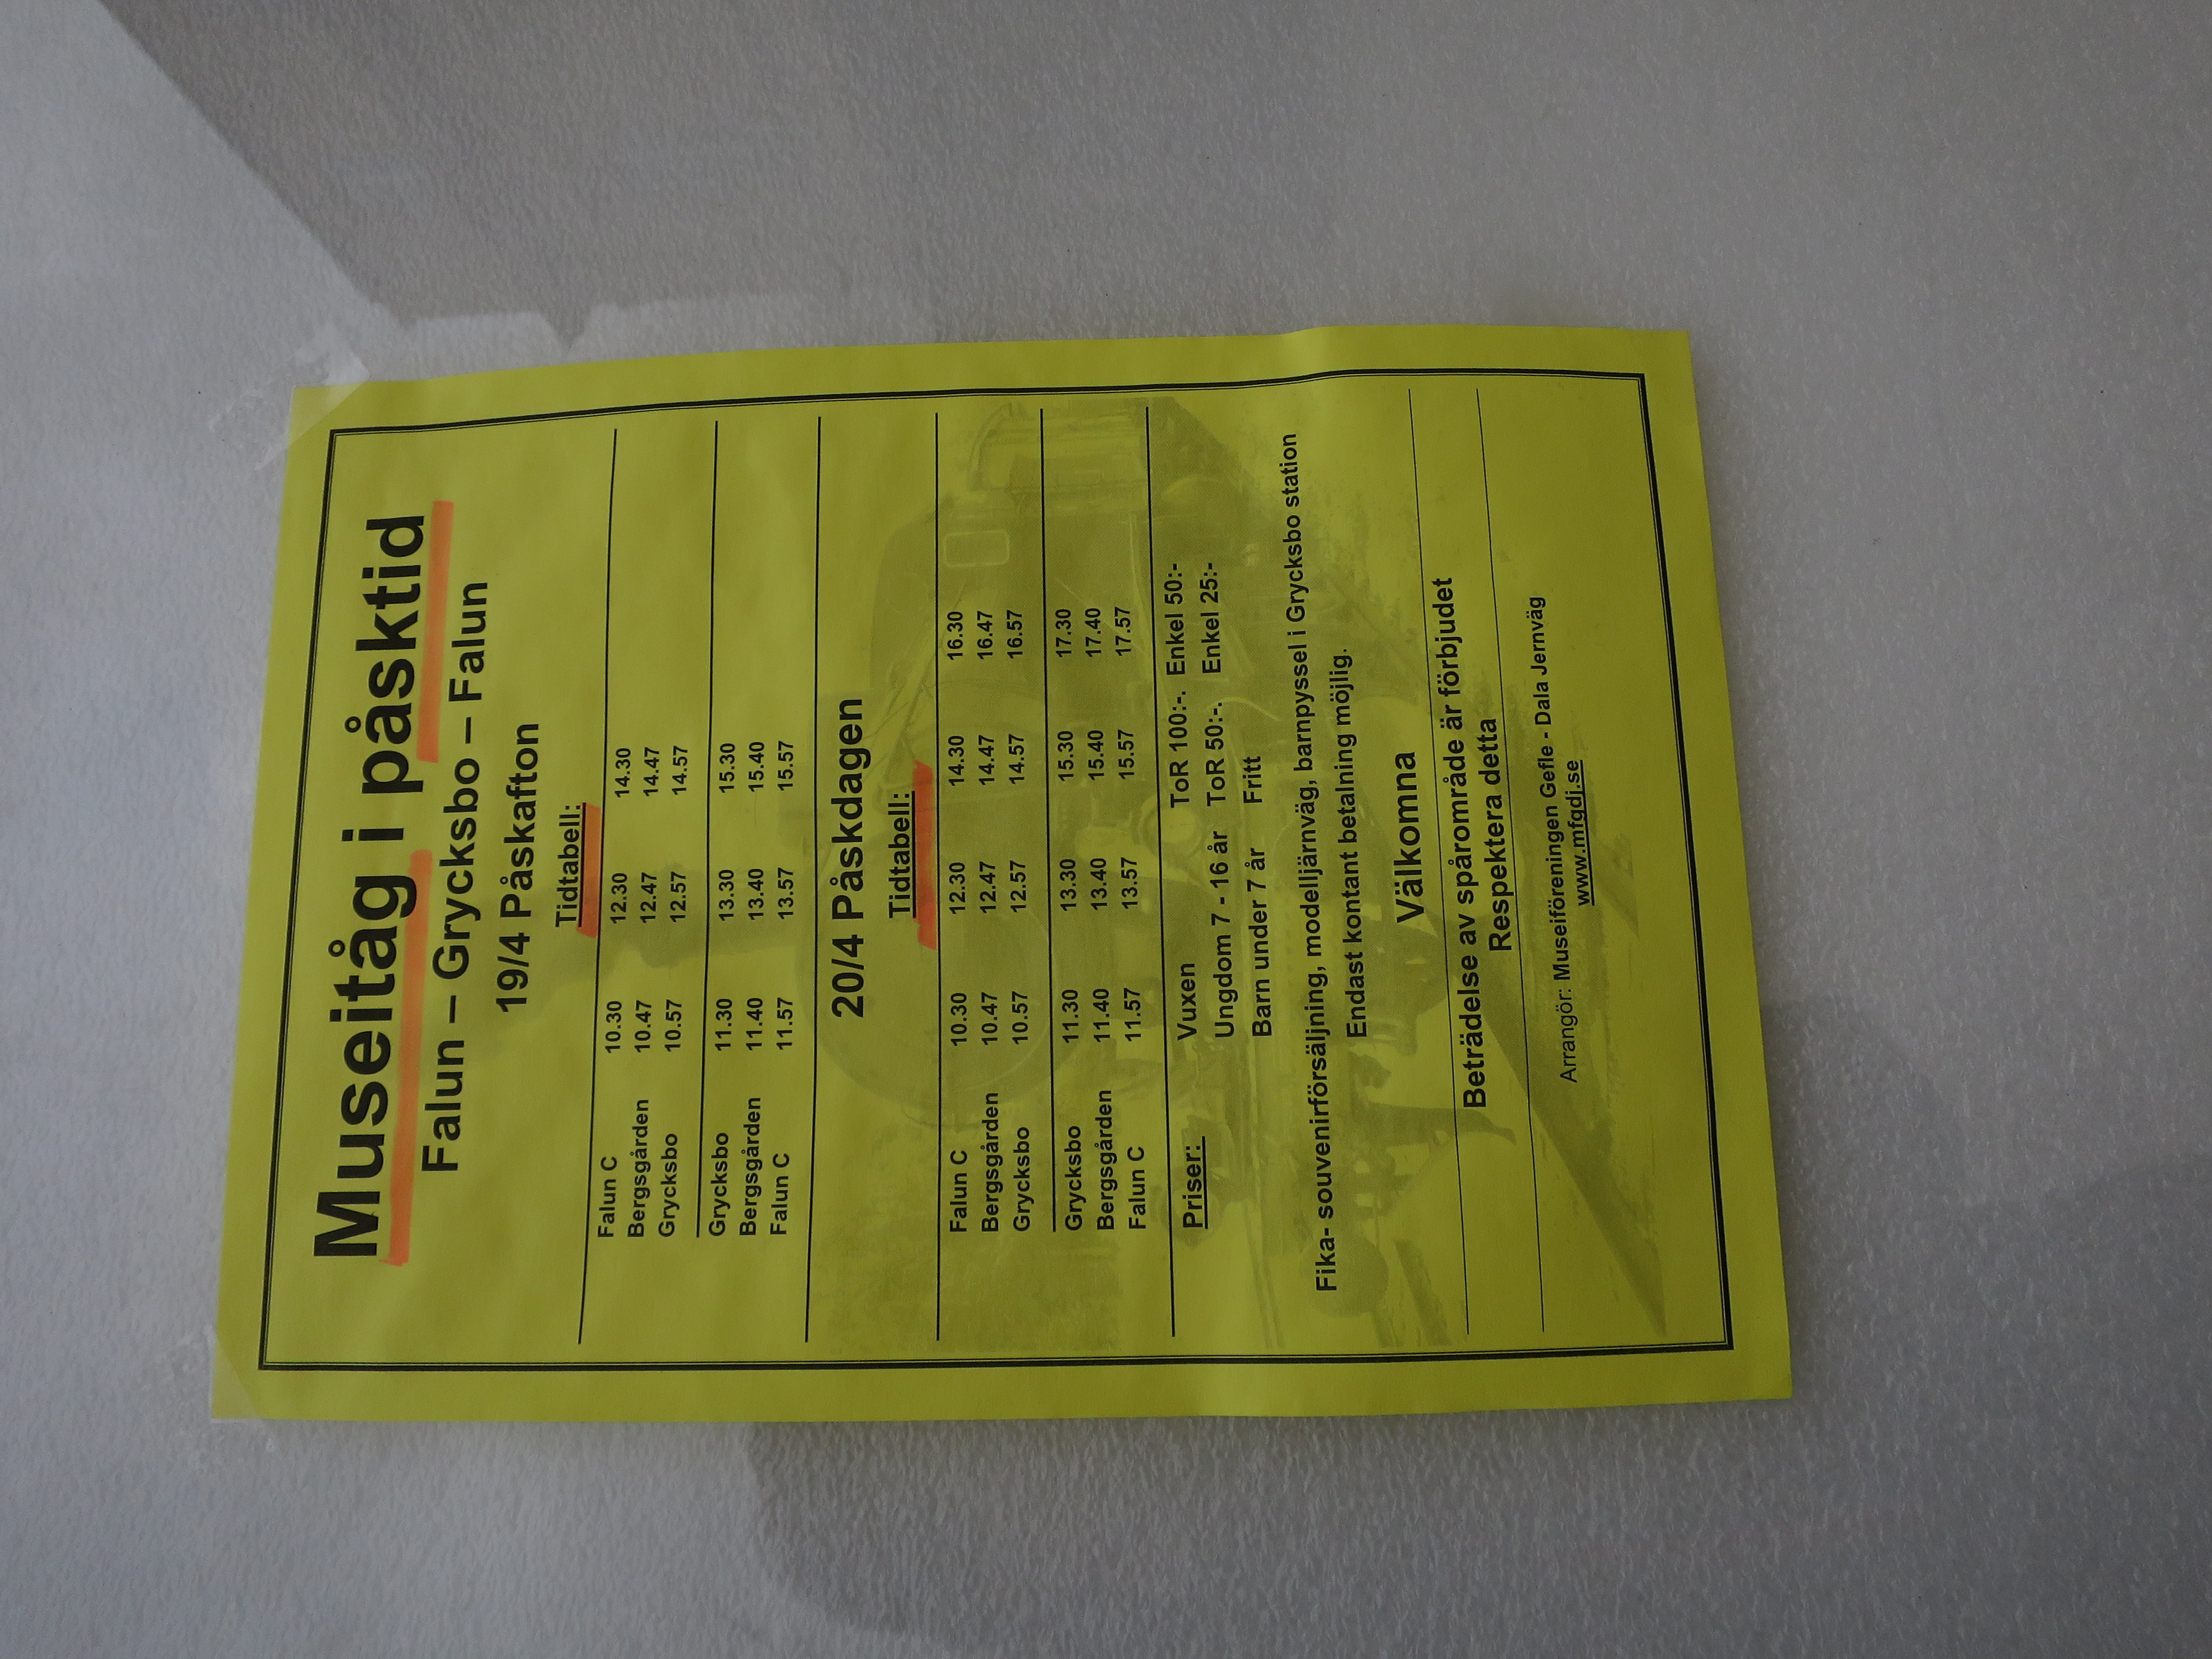 Museitåg i påsktid
Falun – Grycksbo – Falun
19/4 Påskafton
Tidtabell:
Falun C 10.30 12.30 14.30
Bergsgården 10.47 12.47 14.47
Grycksbo 10.57 12.57 14.57
Grycksbo 11.30 13.30 15.30
Bergsgården 11.40 13.40 15.40
Falun C 11.57 13.57 15.57
20/4 Påskdagen
Tidtabell:
Falun C 10.30 12.30 14.30 16.30
Bergsgården 10.47 12.47 14.47 16.47
Grycksbo 10.57 12.57 14.57 16.57
Grycksbo 11.30 13.30 15.30 17.30
Bergsgården 11.40 13.40 15.40 17.40
Falun C 11.57 13.57 15.57 17.57
Priser: Vuxen ToR 100:-. Enkel 50:-
Ungdom 7 - 16 år ToR 50:-. Enkel 25:-
Barn under 7 år Fritt
Fika- souvenirförsäljning, modelljärnväg, barnpyssel i Grycksbo station
Endast kontant betalning möjlig.
Välkomna
Beträdelse av spårområde är förbjudet
Respektera detta
Arrangör: Museiföreningen Gefle - Dala Jernväg
www.mfgdj.se